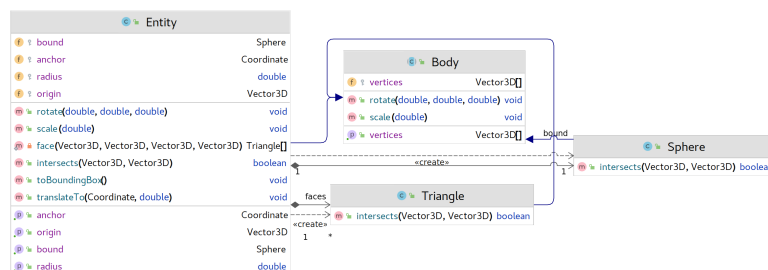 Entity
bound Sphere
anchor Coordinate
radius double
origin Vector3D
rotate(double, double, double) void
scale(double) void
face(Vector3D, Vector3D, Vector3D, Vector3D) Triangle[]
intersects(Vector3D, Vector3D) boolean
toBoundingBox() void
translateTo(Coordinate, double) void
anchor Coordinate
origin Vector3D
bound Sphere
radius double
Body
vertices Vector3D[]
rotate(double, double, double) void
scale(double) void
vertices Vector3D[]
bound
«create»
1
1
Sphere
intersects(Vector3D, Vector3D) boolea
faces
«create»
1
*
Triangle
intersects(Vector3D, Vector3D) boolean